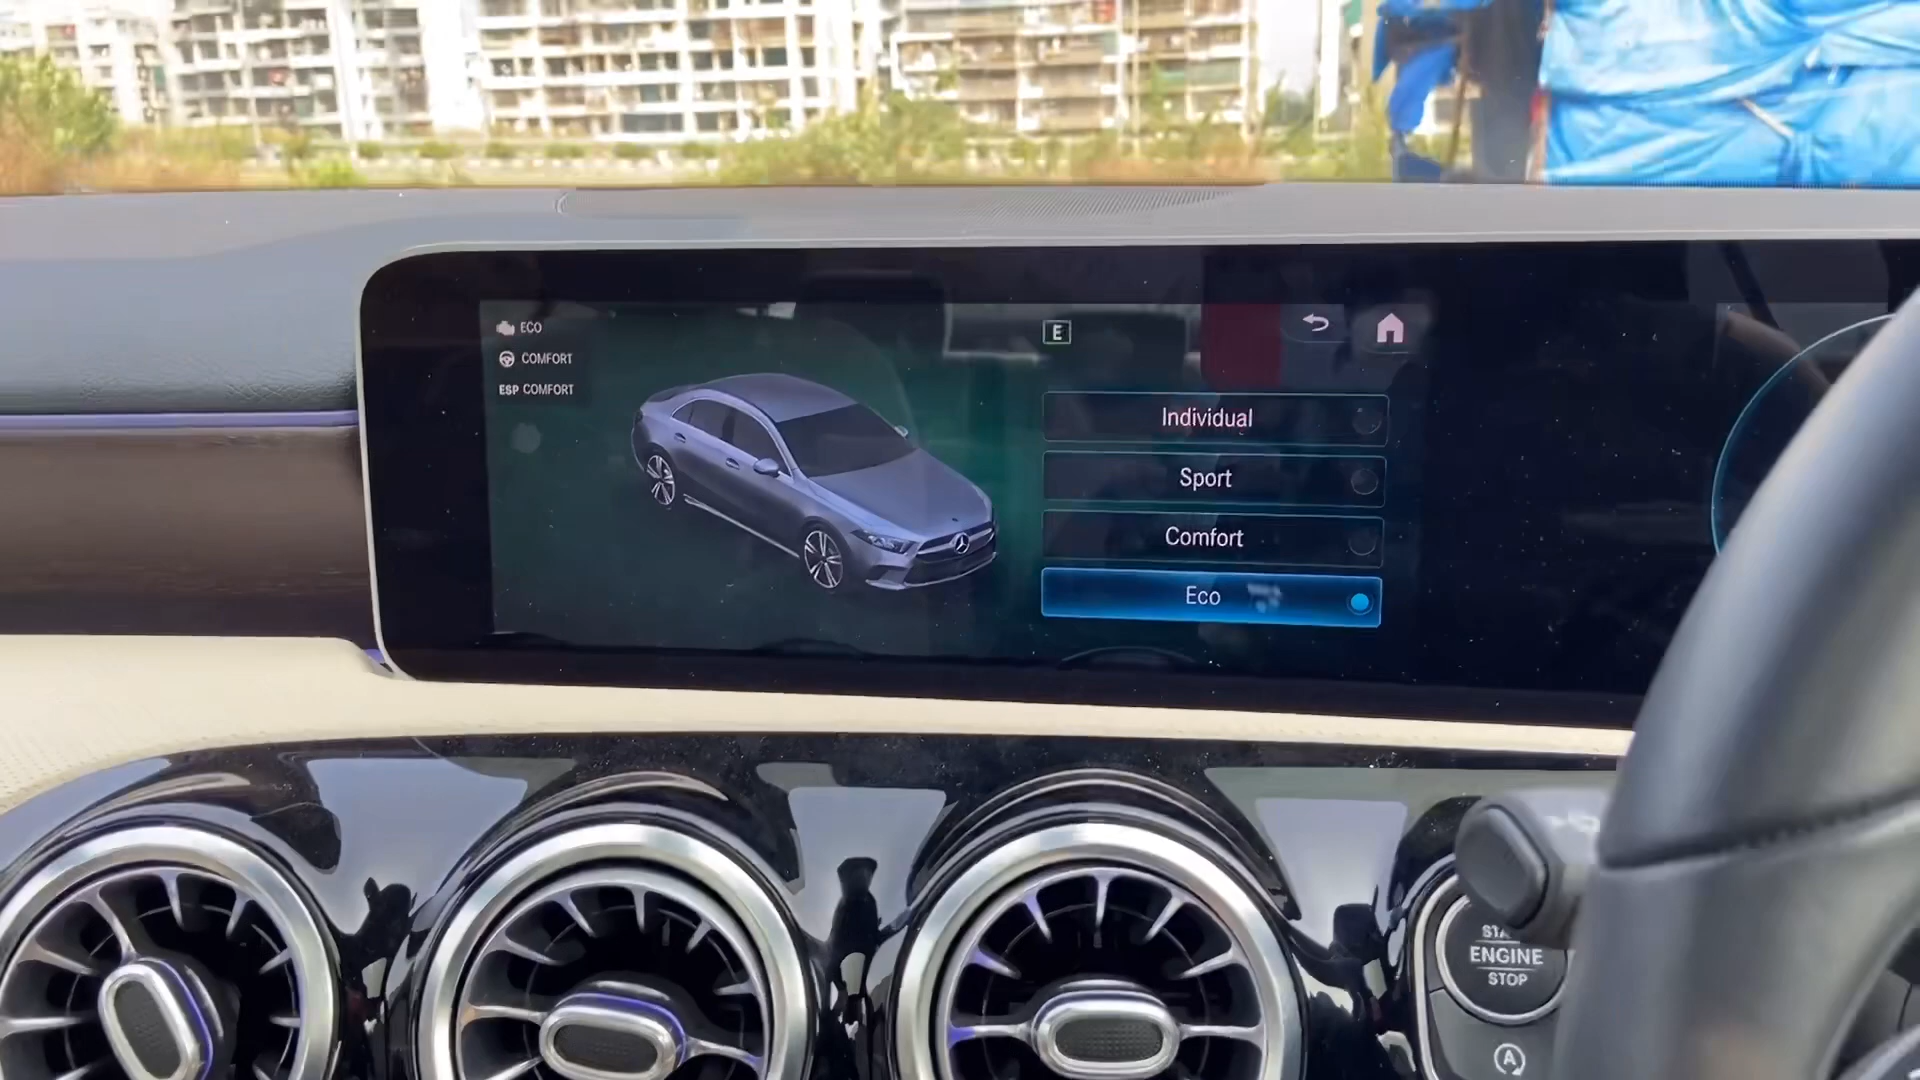 ECO
COMFORT
ESP COMFORT
E
Individual
Sport
Comfort
Eco
ENGINE
STOP
A